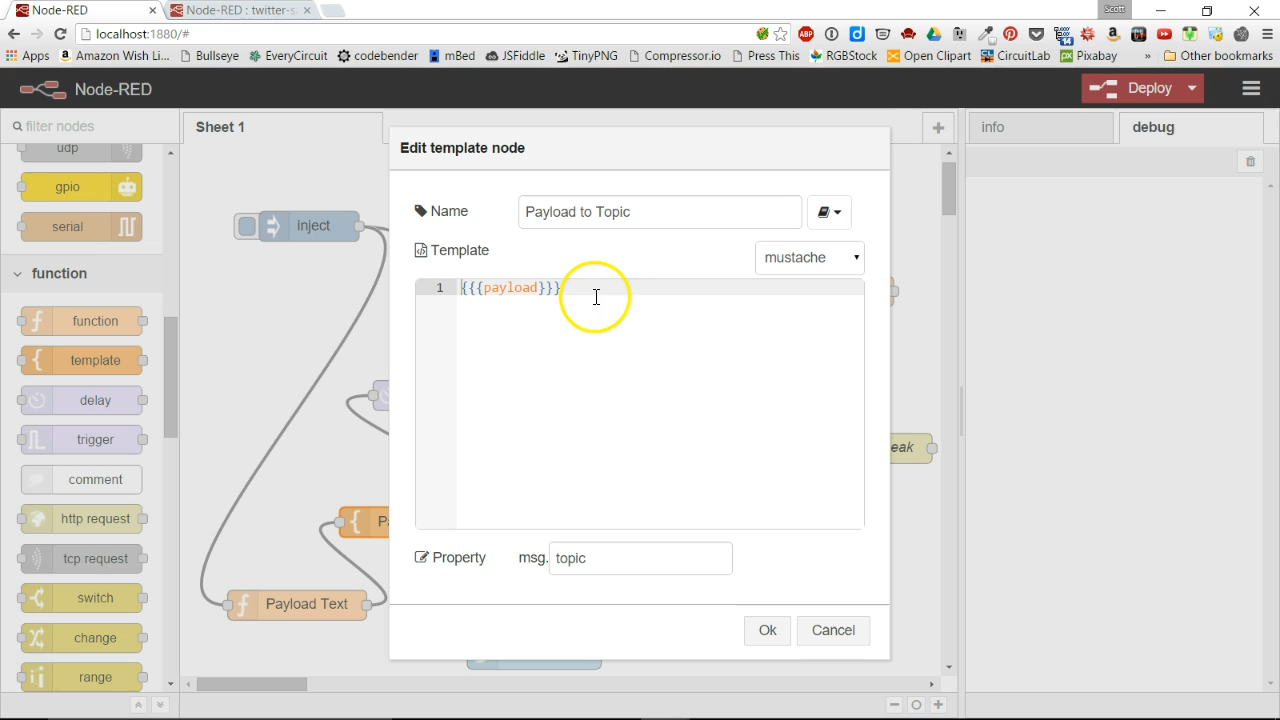 Node-RED
Node-RED : twitter-s
Scott
localhost:1880/#
Apps
Amazon Wish Li...
Bullseye
EveryCircuit
codebender
mBed
JSFiddle
TinyPNG
Compressor.io
Press This
RGBStock
Open Clipart
CircuitLab
Pixabay
»
Other bookmarks
Node-RED
Deploy
filter nodes
Sheet 1
info
debug
udp
gpio
serial
function
function
template
delay
trigger
comment
http request
tcp request
switch
change
range
inject
Payload Text
eak
Edit template node
Name
Payload to Topic
Template
mustache
1 {{{payload}}}
Property
msg. topic
Ok
Cancel